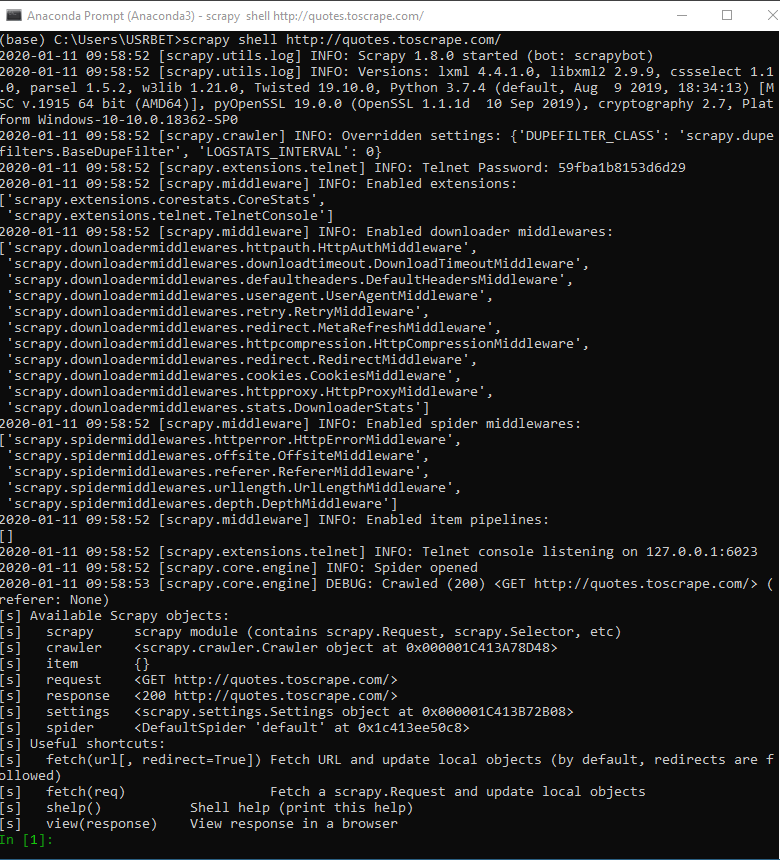 Anaconda Prompt (Anaconda3) - scrapy  shell http://quotes.toscrape.com/
(base) C:\Users\USRBET>scrapy shell http://quotes.toscrape.com/
2020-01-11 09:58:52 [scrapy.utils.log] INFO: Scrapy 1.8.0 started (bot: scrapybot)
2020-01-11 09:58:52 [scrapy.utils.log] INFO: Versions: lxml 4.4.1.0, libxml2 2.9.9, cssselect 1.1
.0, parsel 1.5.2, w3lib 1.21.0, Twisted 19.10.0, Python 3.7.4 (default, Aug  9 2019, 18:34:13) [M
SC v.1915 64 bit (AMD64)], pyOpenSSL 19.0.0 (OpenSSL 1.1.1d  10 Sep 2019), cryptography 2.7, Plat
form Windows-10-10.0.18362-SP0
2020-01-11 09:58:52 [scrapy.crawler] INFO: Overridden settings: {'DUPEFILTER_CLASS': 'scrapy.dupe
filters.BaseDupeFilter', 'LOGSTATS_INTERVAL': 0}
2020-01-11 09:58:52 [scrapy.extensions.telnet] INFO: Telnet Password: 59fba1b8153d6d29
2020-01-11 09:58:52 [scrapy.middleware] INFO: Enabled extensions:
['scrapy.extensions.corestats.CoreStats',
 'scrapy.extensions.telnet.TelnetConsole']
2020-01-11 09:58:52 [scrapy.middleware] INFO: Enabled downloader middlewares:
['scrapy.downloadermiddlewares.httpauth.HttpAuthMiddleware',
 'scrapy.downloadermiddlewares.downloadtimeout.DownloadTimeoutMiddleware',
 'scrapy.downloadermiddlewares.defaultheaders.DefaultHeadersMiddleware',
 'scrapy.downloadermiddlewares.useragent.UserAgentMiddleware',
 'scrapy.downloadermiddlewares.retry.RetryMiddleware',
 'scrapy.downloadermiddlewares.redirect.MetaRefreshMiddleware',
 'scrapy.downloadermiddlewares.httpcompression.HttpCompressionMiddleware',
 'scrapy.downloadermiddlewares.redirect.RedirectMiddleware',
 'scrapy.downloadermiddlewares.cookies.CookiesMiddleware',
 'scrapy.downloadermiddlewares.httpproxy.HttpProxyMiddleware',
 'scrapy.downloadermiddlewares.stats.DownloaderStats']
2020-01-11 09:58:52 [scrapy.middleware] INFO: Enabled spider middlewares:
['scrapy.spidermiddlewares.httperror.HttpErrorMiddleware',
 'scrapy.spidermiddlewares.offsite.OffsiteMiddleware',
 'scrapy.spidermiddlewares.referer.RefererMiddleware',
 'scrapy.spidermiddlewares.urllength.UrlLengthMiddleware',
 'scrapy.spidermiddlewares.depth.DepthMiddleware']
2020-01-11 09:58:52 [scrapy.middleware] INFO: Enabled item pipelines:
[]
2020-01-11 09:58:52 [scrapy.extensions.telnet] INFO: Telnet console listening on 127.0.0.1:6023
2020-01-11 09:58:52 [scrapy.core.engine] INFO: Spider opened
2020-01-11 09:58:53 [scrapy.core.engine] DEBUG: Crawled (200) <GET http://quotes.toscrape.com/> (
referer: None)
[s] Available Scrapy objects:
[s]   scrapy     scrapy module (contains scrapy.Request, scrapy.Selector, etc)
[s]   crawler    <scrapy.crawler.Crawler object at 0x000001C413A78D48>
[s]   item       {}
[s]   request    <GET http://quotes.toscrape.com/>
[s]   response   <200 http://quotes.toscrape.com/>
[s]   settings   <scrapy.settings.Settings object at 0x000001C413B72B08>
[s]   spider     <DefaultSpider 'default' at 0x1c413ee50c8>
[s] Useful shortcuts:
[s]   fetch(url[, redirect=True]) Fetch URL and update local objects (by default, redirects are f
ollowed)
[s]   fetch(req)                  Fetch a scrapy.Request and update local objects
[s]   shelp()           Shell help (print this help)
[s]   view(response)    View response in a browser
In [1]: